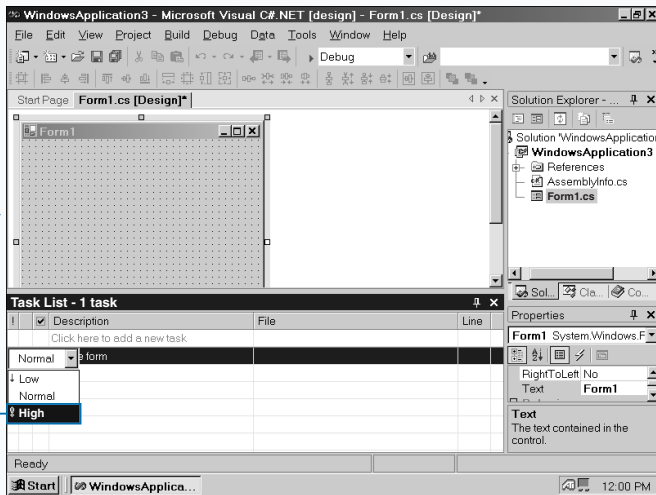 WindowsApplication3 - Microsoft Visual C#.NET [design] - Form1.cs [Design]*
File Edit View Project Build Debug Data Tools Window Help
Debug
Start Page Form1.cs [Design]*
Solution Explorer - ...
Form1
Solution 'WindowsApplication
WindowsApplication3
References
AssemblyInfo.cs
Form1.cs
Sol... Cla... Co...
Task List - 1 task
! Description File Line
Click here to add a new task
Normal e form
Low
Normal
High
Properties
Form1 System.Windows.F
RightToLeft No
Text Form1
Text
The text contained in the
control.
Ready
Start WindowsApplica... 12:00 PM